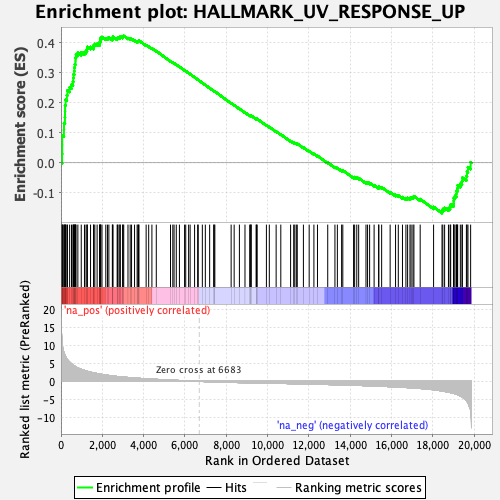 Enrichment plot: HALLMARK_UV_RESPONSE_UP
Enrichment score (ES)
0.4
0.3
0.2
0.1
0.0
-0.1
'na_pos' (positively correlated)
Ranked list metric (PreRanked)
20
15
10
5
0
-5
-10
Zero cross at 6683
'na_neg' (negatively correlated)
0
2,000
4,000
6,000
8,000
10,000
12,000
14,000
16,000
18,000
20,000
Rank in Ordered Dataset
Enrichment profile
Hits
Ranking metric scores